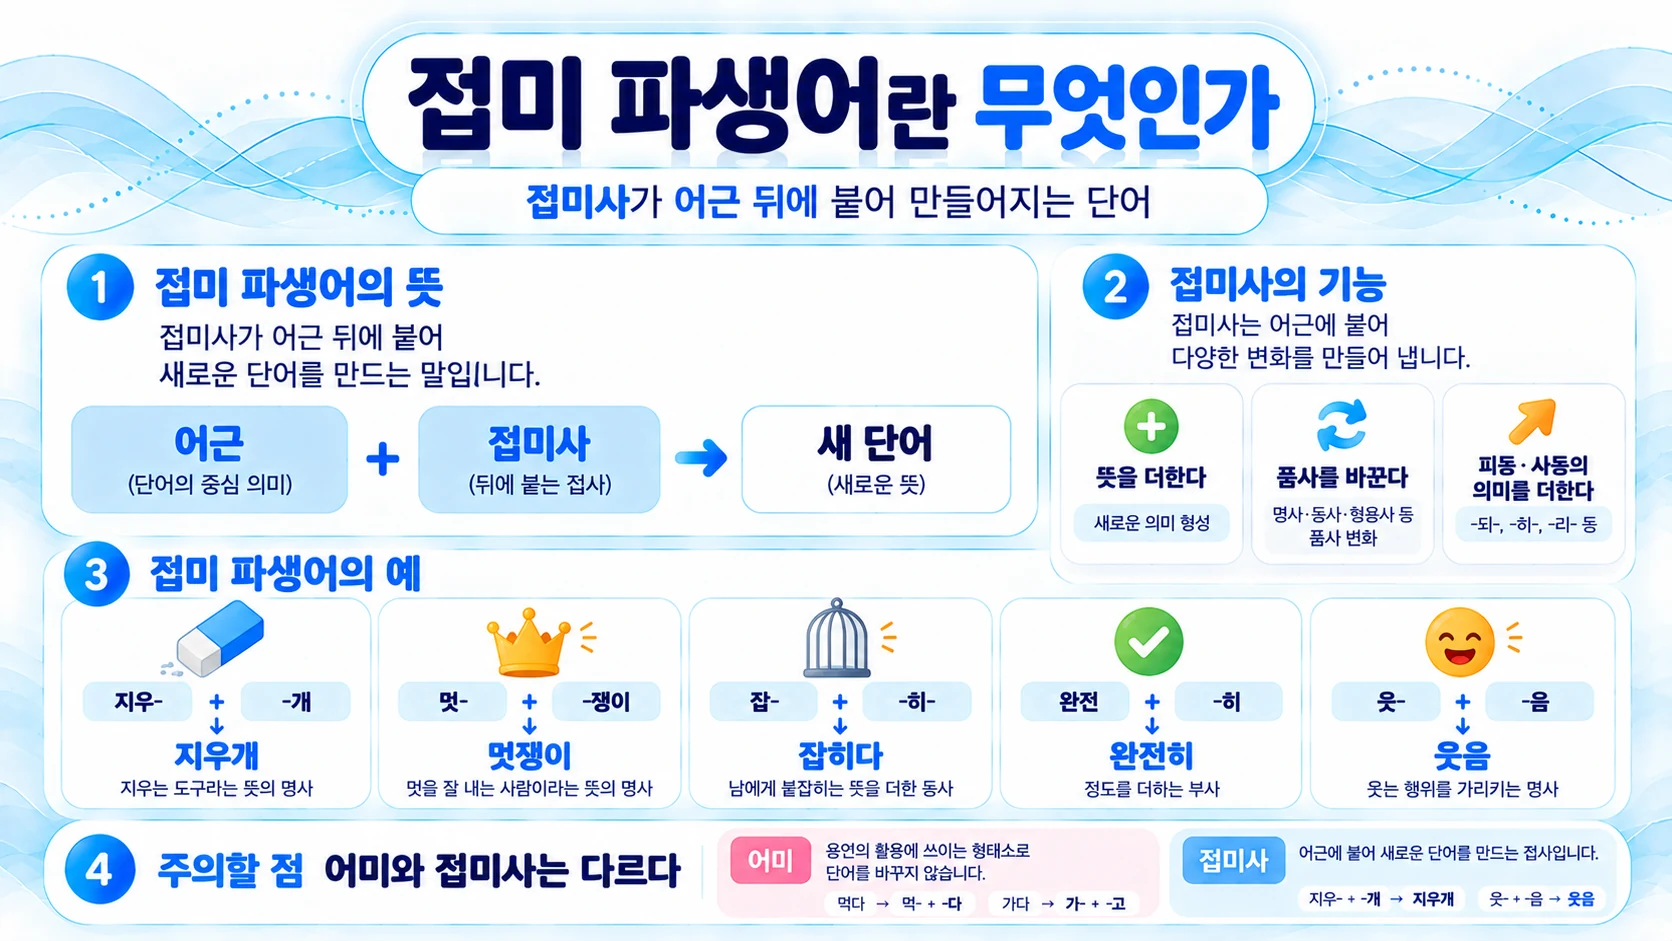 접미 파생어란 무엇인가
접미사가 어근 뒤에 붙어 만들어지는 단어
1 접미 파생어의 뜻
접미사가 어근 뒤에 붙어
새로운 단어를 만드는 말입니다.
어근
(단어의 중심 의미)
+
접미사
(뒤에 붙는 접사)
→
새 단어
(새로운 뜻)
2 접미사의 기능
접미사는 어근에 붙어
다양한 변화를 만들어 냅니다.
뜻을 더한다
새로운 의미 형성
품사를 바꾼다
명사·동사·형용사 등
품사 변화
피동·사동의
의미를 더한다
-되-, -히-, -리- 동
3 접미 파생어의 예
지우- + -개
↓
지우개
지우는 도구라는 뜻의 명사
멋- + -쟁이
↓
멋쟁이
멋을 잘 내는 사람이라는 뜻의 명사
잡- + -히-
↓
잡히다
남에게 붙잡히는 뜻을 더한 동사
완전 + -히
↓
완전히
정도를 더하는 부사
웃- + -음
↓
웃음
웃는 행위를 가리키는 명사
4 주의할 점 어미와 접미사는 다르다
어미
용언의 활용에 쓰이는 형태소로
단어를 바꾸지 않습니다.
먹다 → 먹- + -다 가다 → 가- + -고
접미사
어근에 붙어 새로운 단어를 만드는 접사입니다.
지우- + -개 → 지우개 웃- + -음 → 웃음